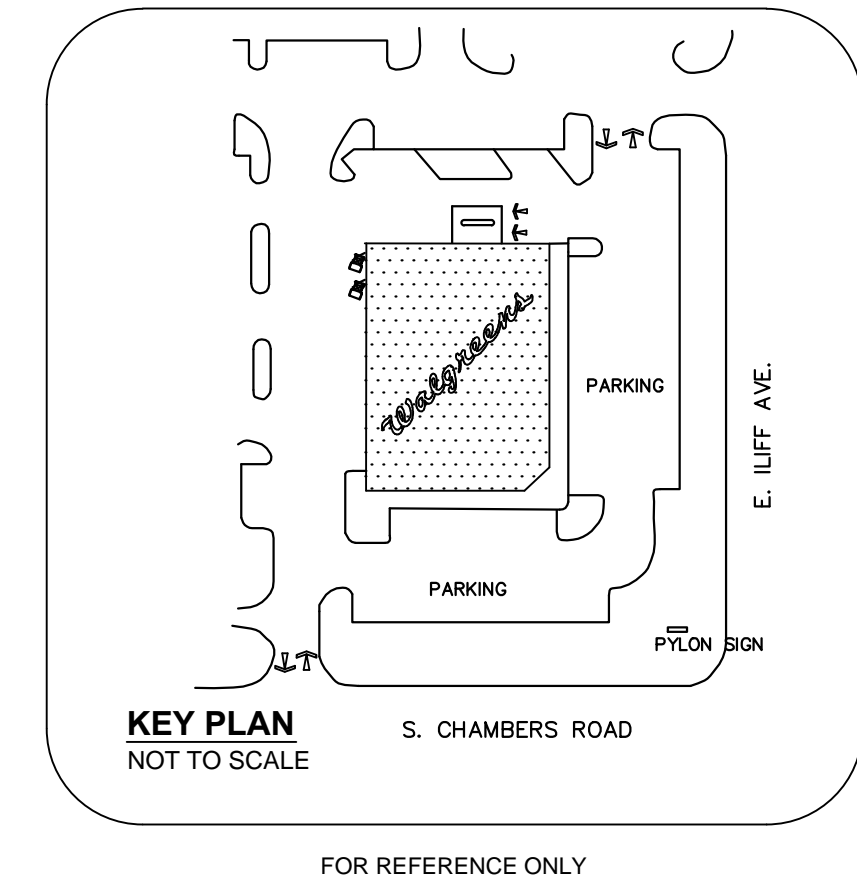 Walgreens
PARKING
E. ILIFF AVE.
PARKING
PYLON SIGN
KEY PLAN
NOT TO SCALE
S. CHAMBERS ROAD
FOR REFERENCE ONLY